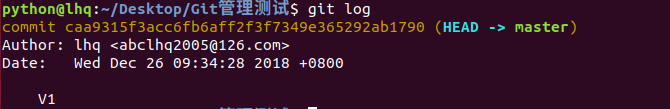 python@lhq:~/Desktop/Git管理测试$ git log
commit caa9315f3acc6fb6aff2f3f7349e365292ab1790 (HEAD -> master)
Author: lhq <abclhq2005@126.com>
Date:   Wed Dec 26 09:34:28 2018 +0800
V1